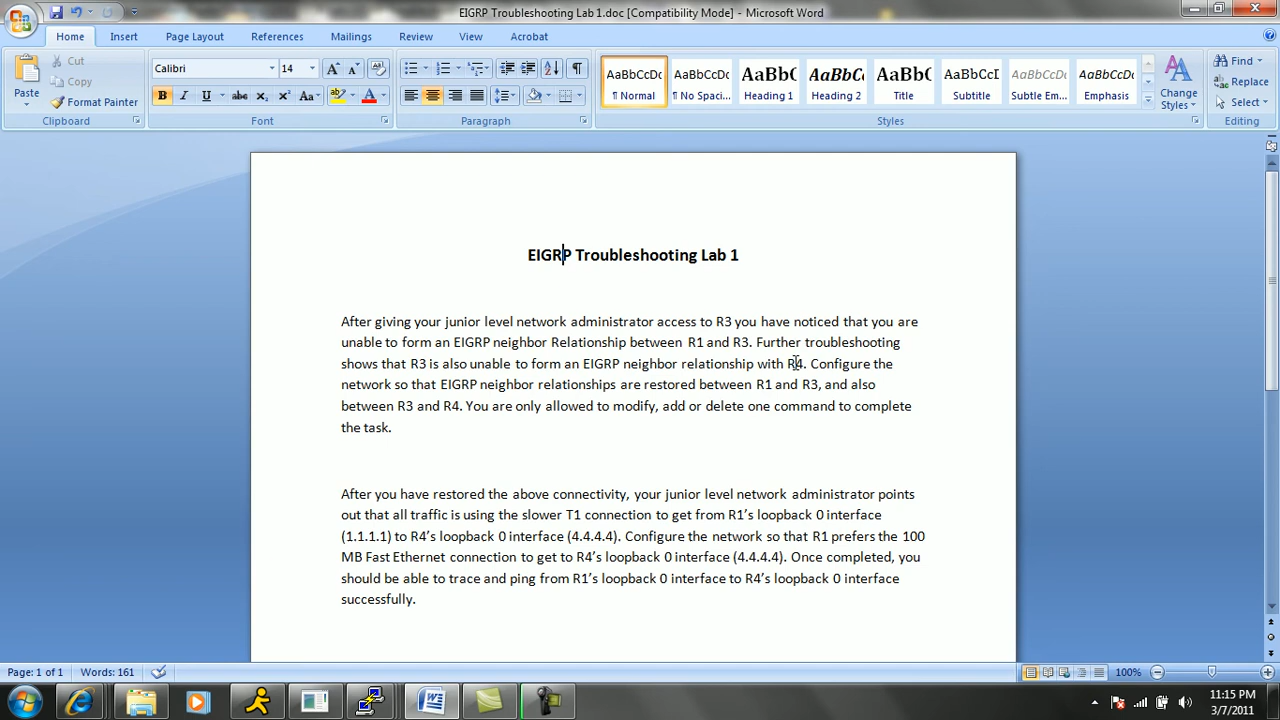 EIGRP Troubleshooting Lab 1.doc [Compatibility Mode] - Microsoft Word
Home Insert Page Layout References Mailings Review View Acrobat
Paste
Cut
Copy
Format Painter
Clipboard
Calibri 14
B I U abc x₂ x² Aa
Font
Paragraph
AaBbCcDc AaBbCcDc AaBbC AaBbCc AaBbC AaBbCcI AaBbCcDc AaBbCcDc
¶ Normal ¶ No Spaci... Heading 1 Heading 2 Title Subtitle Subtle Em... Emphasis
Change Styles
Styles
Find
Replace
Select
Editing
EIGRP Troubleshooting Lab 1
After giving your junior level network administrator access to R3 you have noticed that you are
unable to form an EIGRP neighbor Relationship between R1 and R3. Further troubleshooting
shows that R3 is also unable to form an EIGRP neighbor relationship with R4. Configure the
network so that EIGRP neighbor relationships are restored between R1 and R3, and also
between R3 and R4. You are only allowed to modify, add or delete one command to complete
the task.
After you have restored the above connectivity, your junior level network administrator points
out that all traffic is using the slower T1 connection to get from R1’s loopback 0 interface
(1.1.1.1) to R4’s loopback 0 interface (4.4.4.4). Configure the network so that R1 prefers the 100
MB Fast Ethernet connection to get to R4’s loopback 0 interface (4.4.4.4). Once completed, you
should be able to trace and ping from R1’s loopback 0 interface to R4’s loopback 0 interface
successfully.
Page: 1 of 1 Words: 161 100%
11:15 PM
3/7/2011